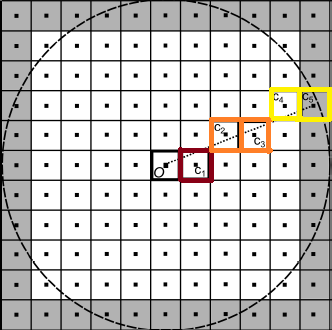 c₄ c₅
c₂ c₃
O c₁